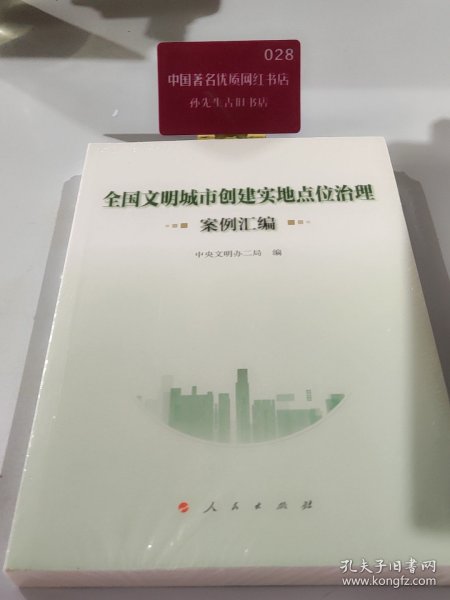 028
中国著名优质网红书店
孙先生古旧书店
全国文明城市创建实地点位治理
案例汇编
中央文明办二局 编
人民出版社
孔夫子旧书网
www.kongfz.com